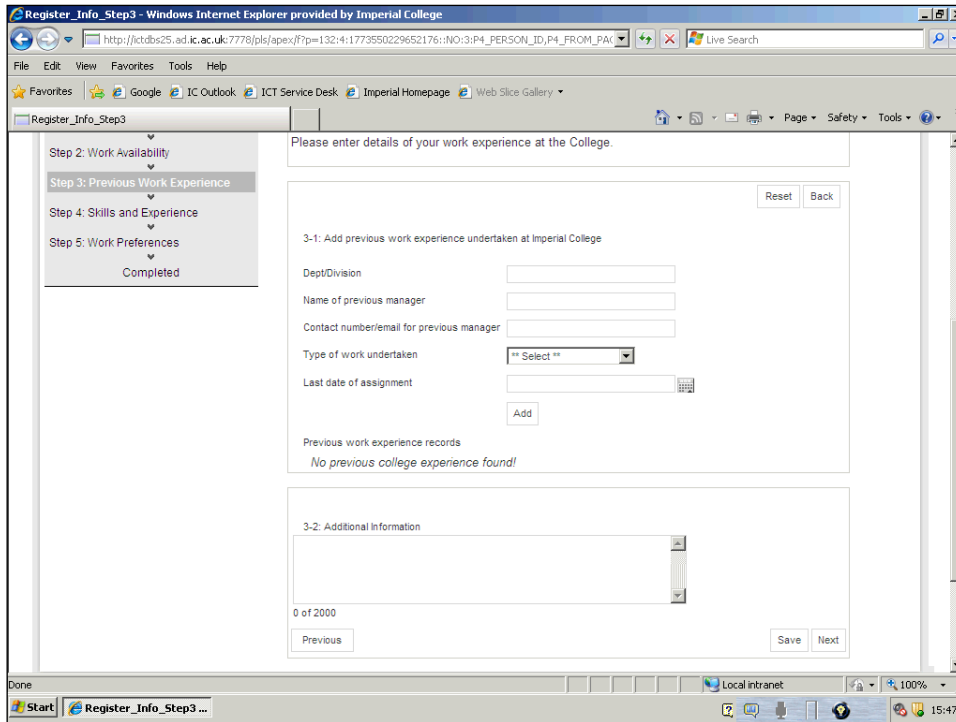 Register_Info_Step3 - Windows Internet Explorer provided by Imperial College
http://ictdbs25.ad.ic.ac.uk:7778/pls/apex/f?p=132:4:1773550229652176::NO:3:P4_PERSON_ID,P4_FROM_PAG
Live Search
File Edit View Favorites Tools Help
Favorites Google IC Outlook ICT Service Desk Imperial Homepage Web Slice Gallery
Register_Info_Step3
Page Safety Tools
Please enter details of your work experience at the College.
Step 2: Work Availability
Step 3: Previous Work Experience
Step 4: Skills and Experience
Step 5: Work Preferences
Completed
Reset Back
3-1: Add previous work experience undertaken at Imperial College
Dept/Division
Name of previous manager
Contact number/email for previous manager
Type of work undertaken ** Select **
Last date of assignment
Add
Previous work experience records
No previous college experience found!
3-2: Additional Information
0 of 2000
Previous Save Next
Done Local intranet 100%
Start Register_Info_Step3 ... 15:47